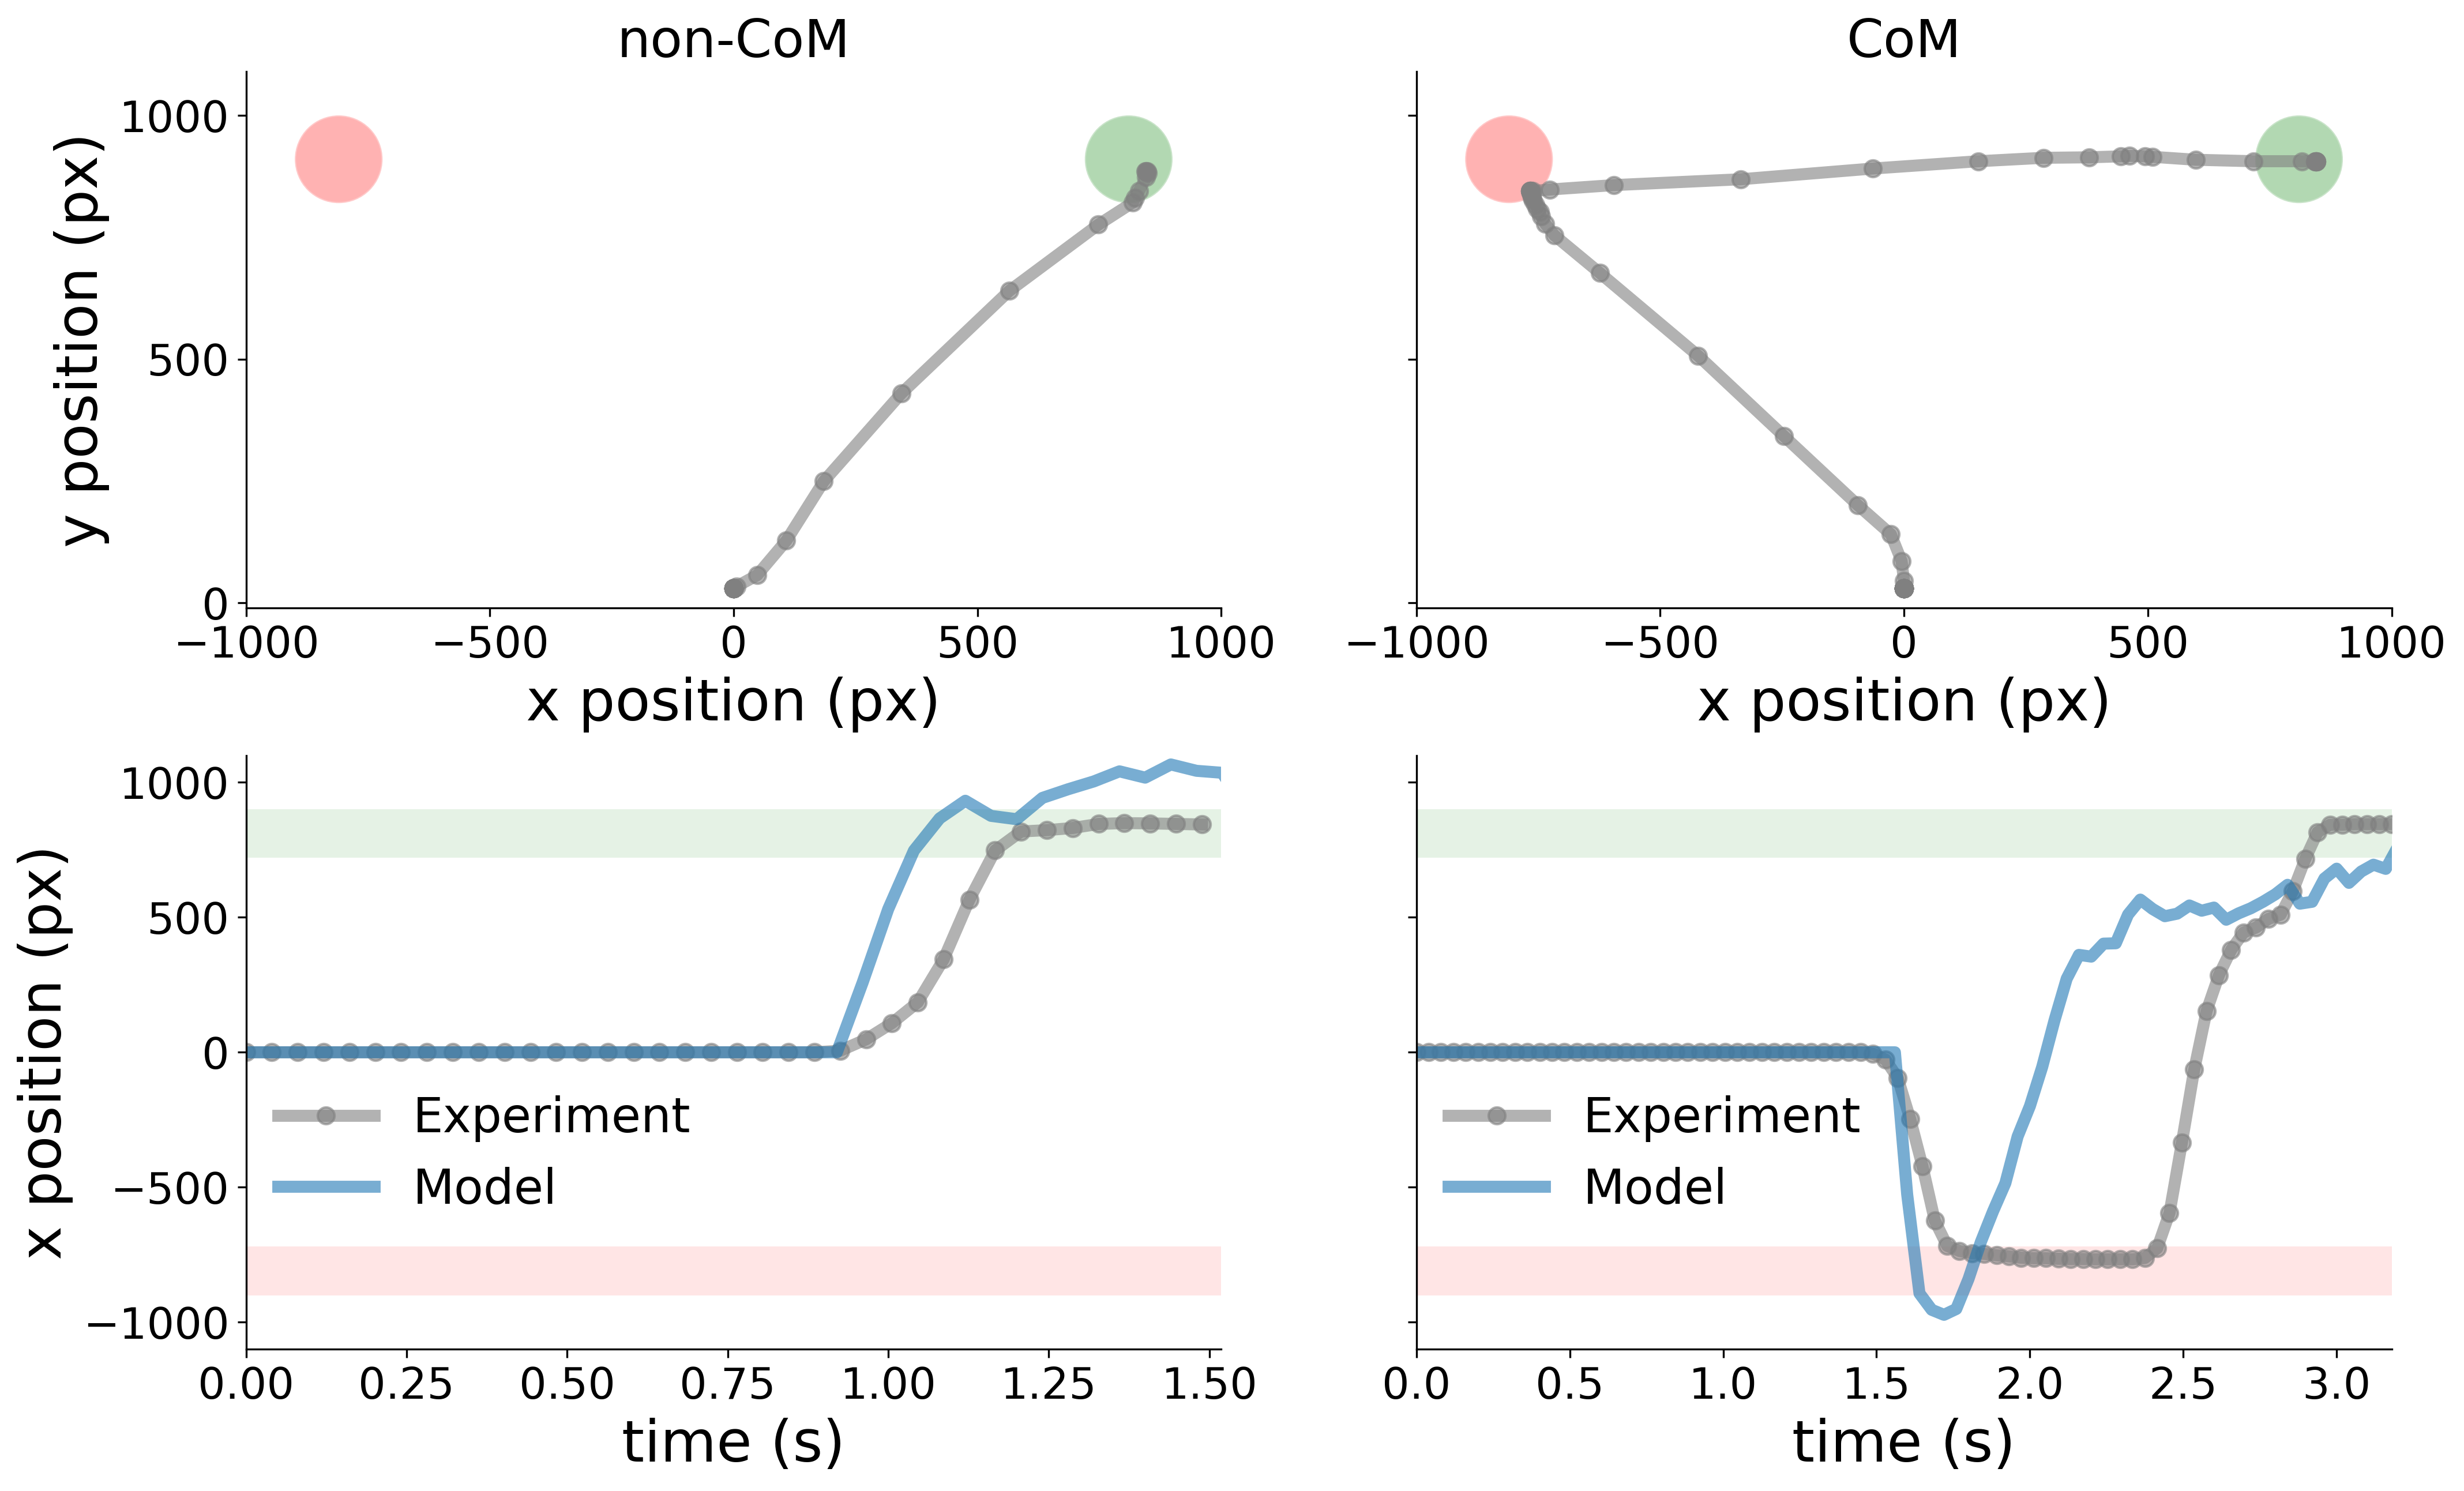 non-CoM
CoM
y position (px)
1000
500
0
−1000
−500
0
500
1000
x position (px)
−1000
−500
0
500
1000
x position (px)
x position (px)
1000
500
0
−500
−1000
Experiment
Model
0.00
0.25
0.50
0.75
1.00
1.25
1.50
time (s)
Experiment
Model
0.0
0.5
1.0
1.5
2.0
2.5
3.0
time (s)